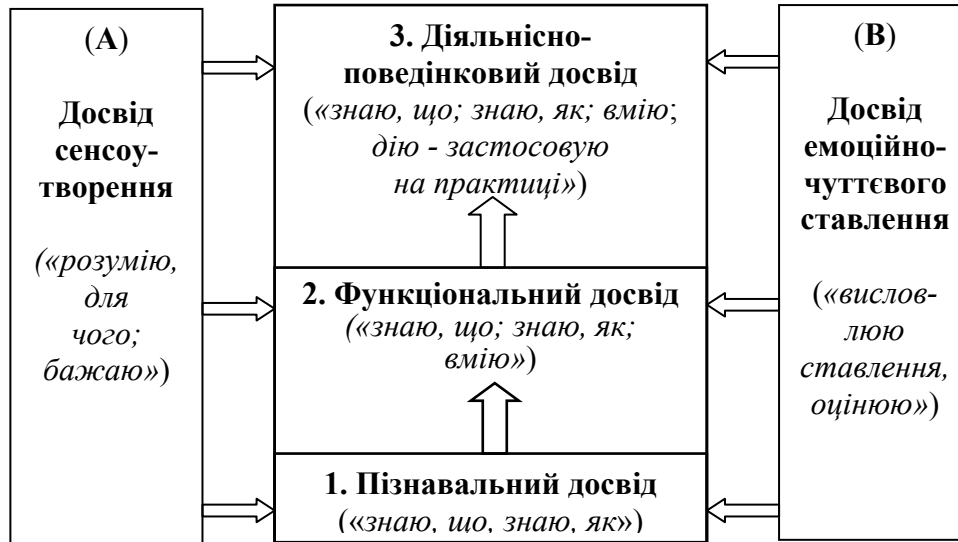 (А)
Досвід
сенсоу-
творення
(«розумію,
для
чого;
бажаю»)
3. Діяльнісно-
поведінковий досвід
(«знаю, що; знаю, як; вмію;
дію - застосовую
на практиці»)
2. Функціональний досвід
(«знаю, що; знаю, як;
вмію»)
1. Пізнавальний досвід
(«знаю, що, знаю, як»)
(В)
Досвід
емоційно-
чуттєвого
ставлення
(«вислов-
люю
ставлення,
оцінюю»)